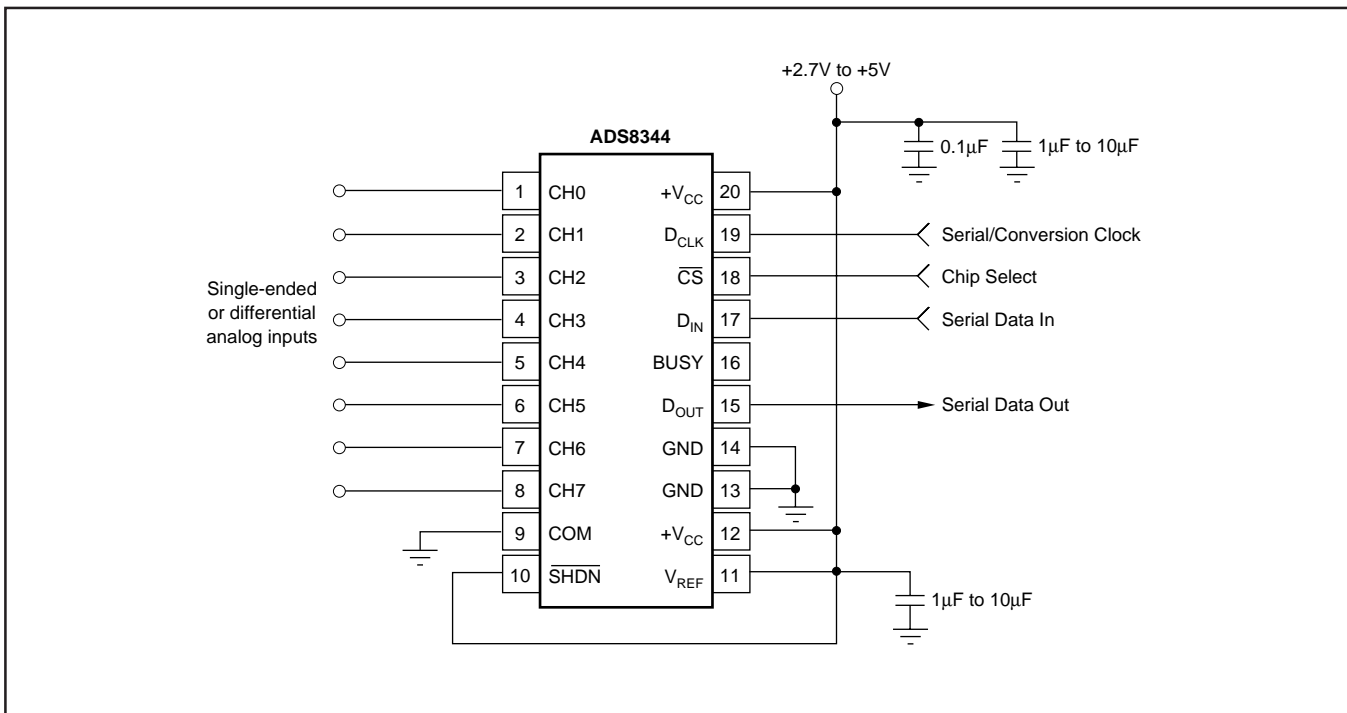 +2.7V to +5V
ADS8344
0.1μF
1μF to 10μF
1 CH0 +VCC 20
2 CH1 DCLK 19 Serial/Conversion Clock
3 CH2 CS 18 Chip Select
Single-ended
or differential
analog inputs
4 CH3 DIN 17 Serial Data In
5 CH4 BUSY 16
6 CH5 DOUT 15 Serial Data Out
7 CH6 GND 14
8 CH7 GND 13
9 COM +VCC 12
10 SHDN VREF 11
1μF to 10μF